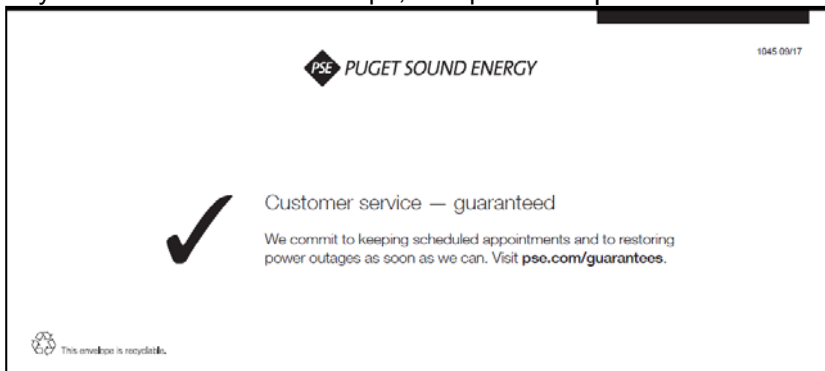 1045 09/17
PSE PUGET SOUND ENERGY
Customer service — guaranteed
We commit to keeping scheduled appointments and to restoring
power outages as soon as we can. Visit pse.com/guarantees.
This envelope is recyclable.